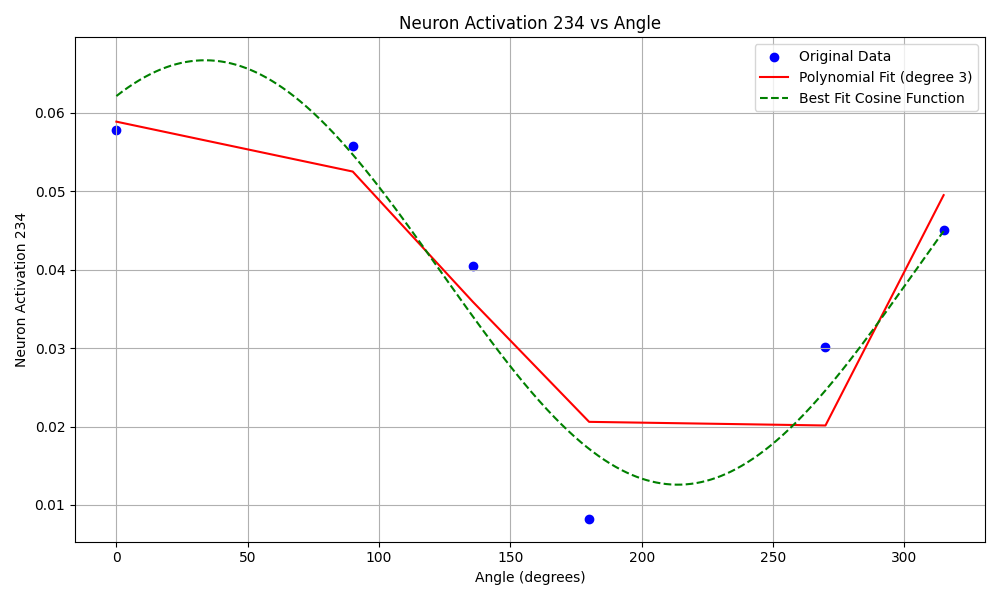 Neuron Activation 234 vs Angle
Original Data
Polynomial Fit (degree 3)
Best Fit Cosine Function
Neuron Activation 234
0.06
0.05
0.04
0.03
0.02
0.01
0 50 100 150 200 250 300
Angle (degrees)